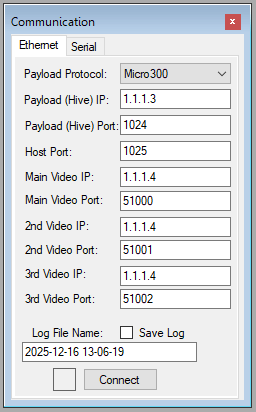 Communication
Ethernet Serial
Payload Protocol: Micro300
Payload (Hive) IP: 1.1.1.3
Payload (Hive) Port: 1024
Host Port: 1025
Main Video IP: 1.1.1.4
Main Video Port: 51000
2nd Video IP: 1.1.1.4
2nd Video Port: 51001
3rd Video IP: 1.1.1.4
3rd Video Port: 51002
Log File Name: Save Log
2025-12-16 13-06-19
Connect